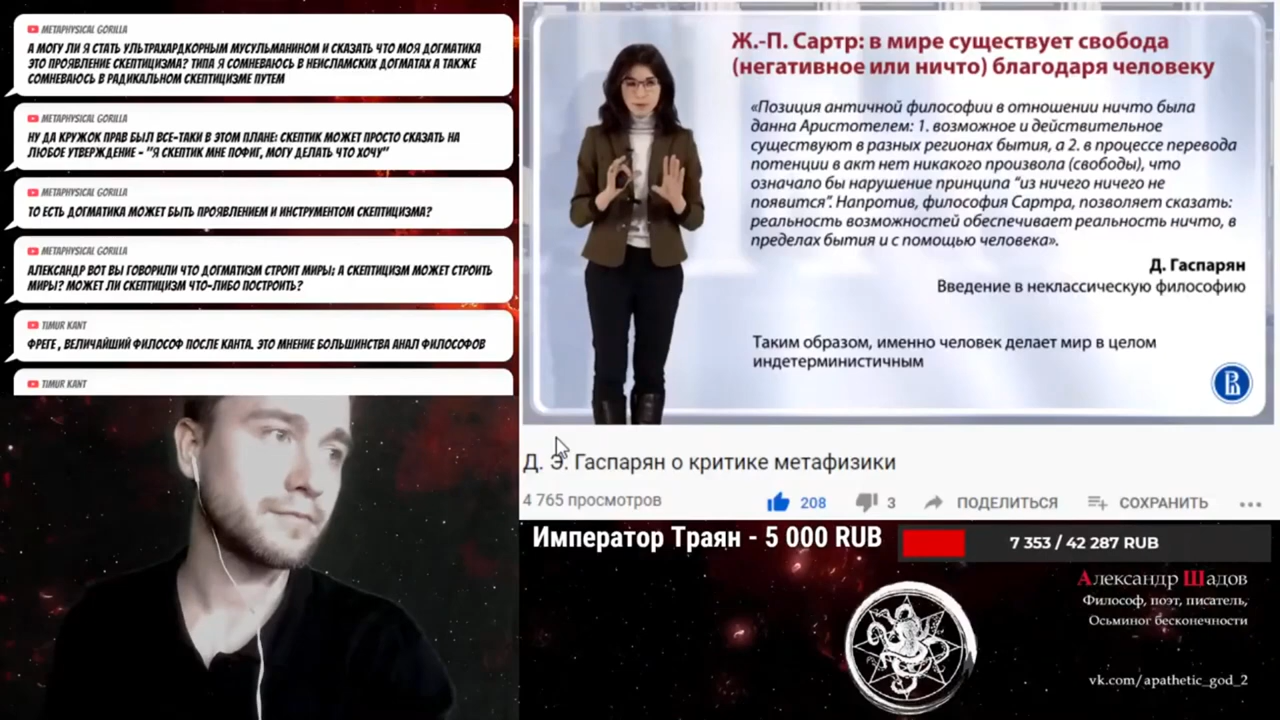 METAPHYSICAL GORILLA
А МОГУ ЛИ Я СТАТЬ УЛЬТРАХАРДКОРНЫМ МУСУЛЬМАНИНОМ И СКАЗАТЬ ЧТО МОЯ ДОГМАТИКА
ЭТО ПРОЯВЛЕНИЕ СКЕПТИЦИЗМА? ТИПА Я СОМНЕВАЮСЬ В НЕИСЛАМСКИХ ДОГМАТАХ А ТАКЖЕ
СОМНЕВАЮСЬ В РАДИКАЛЬНОМ СКЕПТИЦИЗМЕ ПУТЕМ
METAPHYSICAL GORILLA
НУ ДА КРУЖОК ПРАВ БЫЛ ВСЕ-ТАКИ В ЭТОМ ПЛАНЕ: СКЕПТИК МОЖЕТ ПРОСТО СКАЗАТЬ НА
ЛЮБОЕ УТВЕРЖДЕНИЕ - "Я СКЕПТИК МНЕ ПОФИГ, МОГУ ДЕЛАТЬ ЧТО ХОЧУ"
METAPHYSICAL GORILLA
ТО ЕСТЬ ДОГМАТИКА МОЖЕТ БЫТЬ ПРОЯВЛЕНИЕМ И ИНСТРУМЕНТОМ СКЕПТИЦИЗМА?
METAPHYSICAL GORILLA
АЛЕКСАНДР ВОТ ВЫ ГОВОРИЛИ ЧТО ДОГМАТИЗМ СТРОИТ МИРЫ; А СКЕПТИЦИЗМ МОЖЕТ СТРОИТЬ
МИРЫ? МОЖЕТ ЛИ СКЕПТИЦИЗМ ЧТО-ЛИБО ПОСТРОИТЬ?
TIMUR KANT
ФРЕГЕ , ВЕЛИЧАЙШИЙ ФИЛОСОФ ПОСЛЕ КАНТА. ЭТО МНЕНИЕ БОЛЬШИНСТВА АНАЛ ФИЛОСОФОВ
TIMUR KANT
Ж.-П. Сартр: в мире существует свобода
(негативное или ничто) благодаря человеку
«Позиция античной философии в отношении ничто была
дана Аристотелем: 1. возможное и действительное
существуют в разных регионах бытия, а 2. в процессе перевода
потенции в акт нет никакого произвола (свободы), что
означало бы нарушение принципа "из ничего ничего не
появится". Напротив, философия Сартра, позволяет сказать:
реальность возможностей обеспечивает реальность ничто, в
пределах бытия и с помощью человека».
Д. Гаспарян
Введение в неклассическую философию
Таким образом, именно человек делает мир в целом
индетерминистичным
Д. Э. Гаспарян о критике метафизики
4 765 просмотров
208
3
ПОДЕЛИТЬСЯ
СОХРАНИТЬ
Император Траян - 5 000 RUB
7 353 / 42 287 RUB
Александр Шадов
Философ, поэт, писатель,
Осьминог бесконечности
vk.com/apathetic_god_2